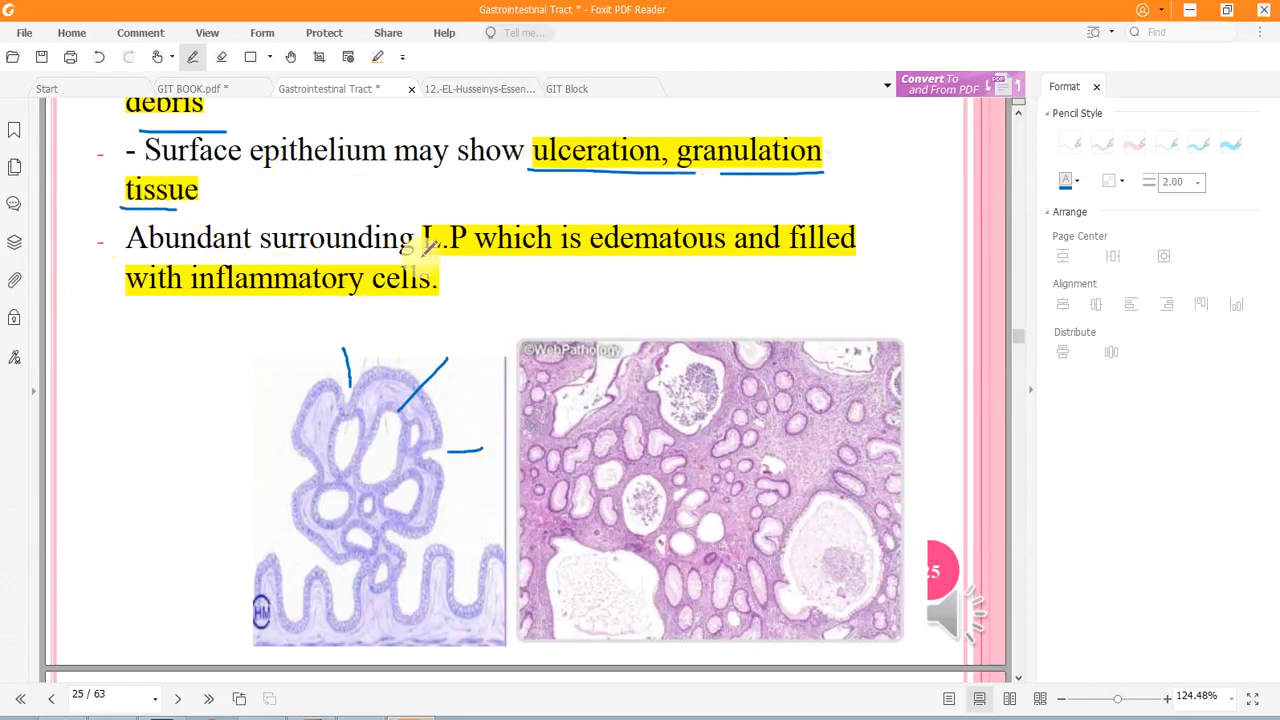 Gastrointestinal Tract * - Foxit PDF Reader
File Home Comment View Form Protect Share Help Tell me... Find
Start GIT BOOK.pdf * Gastrointestinal Tract * 12.-EL-Husseinys-Essen... GIT Block
Convert To
and From PDF
debris
- - Surface epithelium may show ulceration, granulation
tissue
- Abundant surrounding L.P which is edematous and filled
with inflammatory cells.
©WebPathology
HN
25
Format
Pencil Style
2.00
Arrange
Page Center
Alignment
Distribute
25 / 63
124.48%